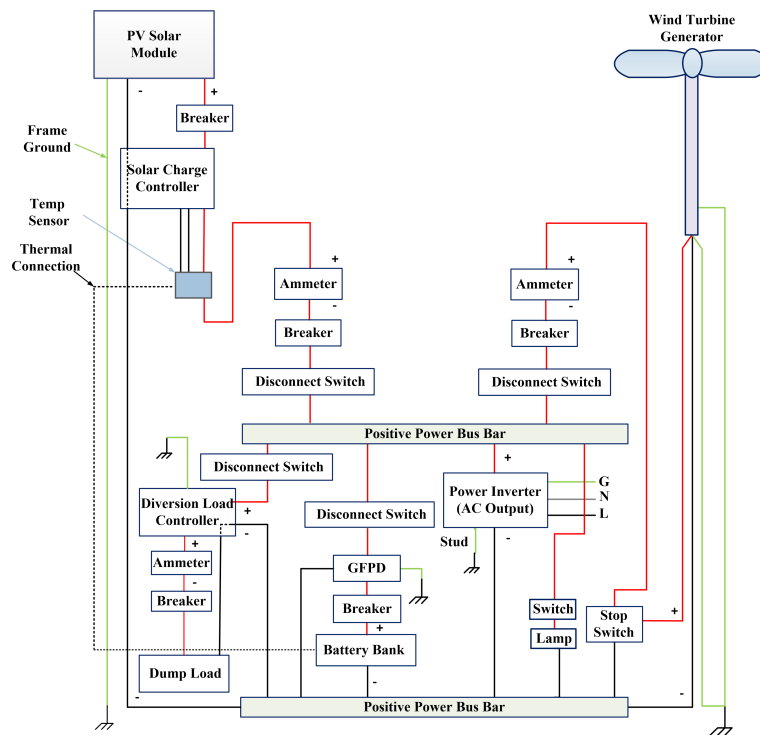 PV Solar
Module
Wind Turbine
Generator
-
+
Breaker
Frame
Ground
Solar Charge
Controller
Temp
Sensor
Thermal
Connection
+
Ammeter
-
Breaker
Disconnect Switch
+
Ammeter
-
Breaker
Disconnect Switch
Positive Power Bus Bar
Disconnect Switch
+
Power Inverter
(AC Output)
G
N
L
Diversion Load
Controller
+
-
Disconnect Switch
Stud
-
+
Ammeter
-
Breaker
GFPD
Breaker
+
Battery Bank
-
Switch
Lamp
Stop
Switch
+
Dump Load
-
Positive Power Bus Bar
-